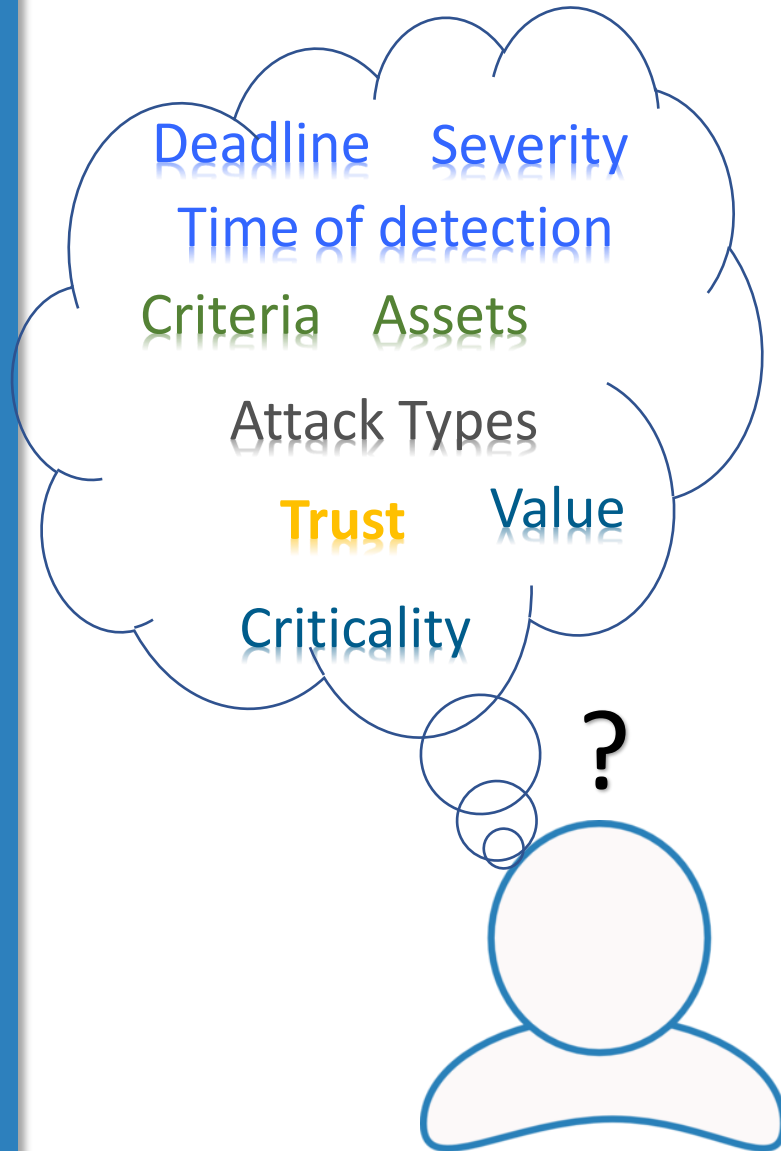 Deadline Severity
Time of detection
Criteria Assets
Attack Types
Trust Value
Criticality
?